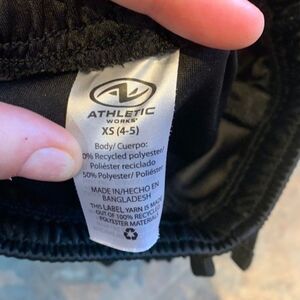 ATHLETIC
WORKS
XS (4-5)
Body/ Cuerpo:
0% Recycled polyester/
Poliéster reciclado
50% Polyester/ Poliéster
MADE IN/HECHO EN
BANGLADESH
THIS LABEL YARN IS MADE
OUT OF 100% RECYCLED
POLYESTER MATERIAL